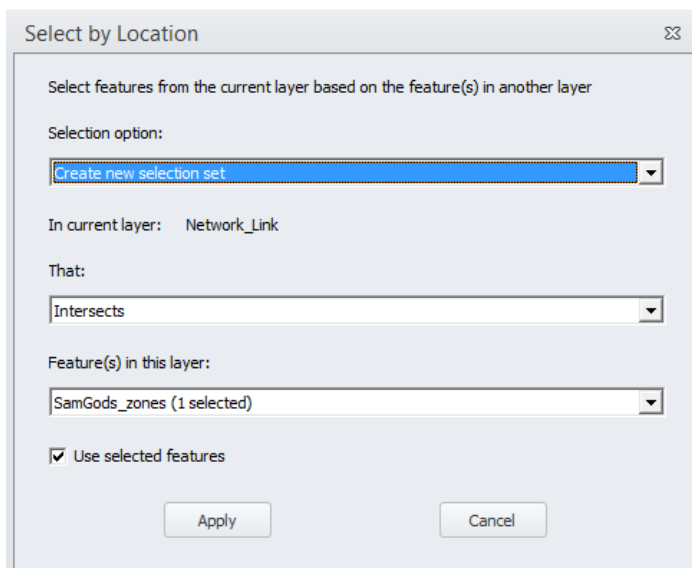 Select by Location
Select features from the current layer based on the feature(s) in another layer
Selection option:
Create new selection set
In current layer: Network_Link
That:
Intersects
Feature(s) in this layer:
SamGods_zones (1 selected)
Use selected features
Apply Cancel